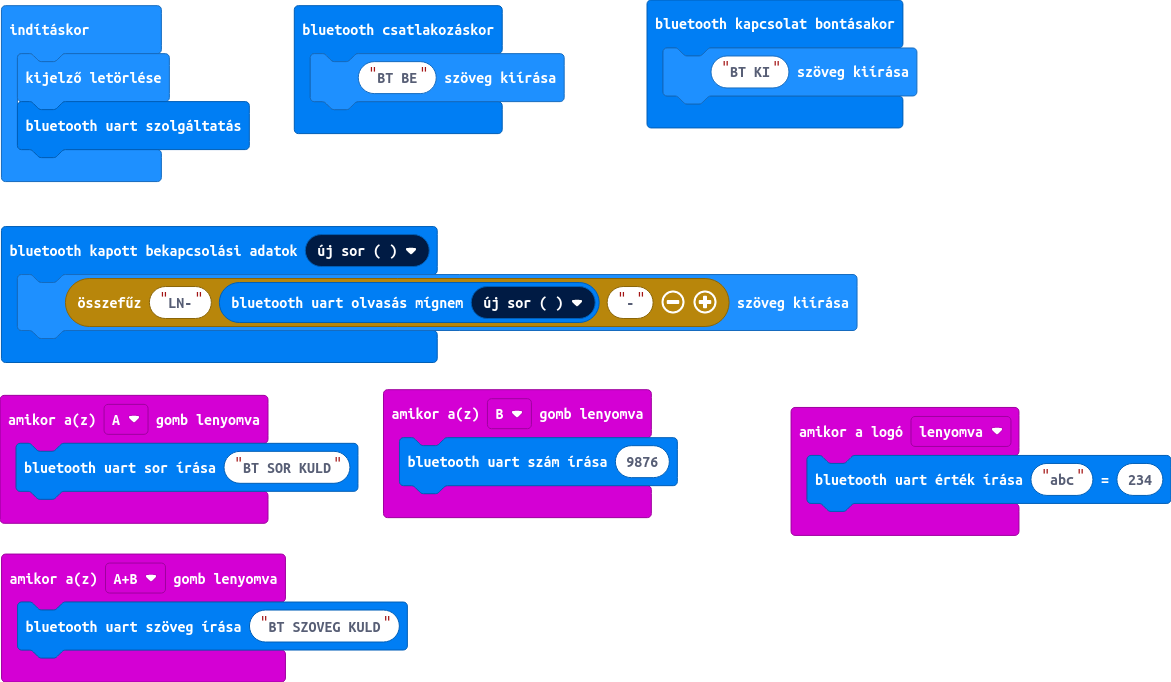 indításkor
kijelző letörlése
bluetooth uart szolgáltatás
bluetooth csatlakozáskor
"BT BE" szöveg kiírása
bluetooth kapcsolat bontásakor
"BT KI" szöveg kiírása
bluetooth kapott bekapcsolási adatok új sor ( )
összefűz "LN-" bluetooth uart olvasás mígnem új sor ( ) "-" szöveg kiírása
amikor a(z) A gomb lenyomva
bluetooth uart sor írása "BT SOR KULD"
amikor a(z) B gomb lenyomva
bluetooth uart szám írása 9876
amikor a logó lenyomva
bluetooth uart érték írása "abc" = 234
amikor a(z) A+B gomb lenyomva
bluetooth uart szöveg írása "BT SZOVEG KULD"